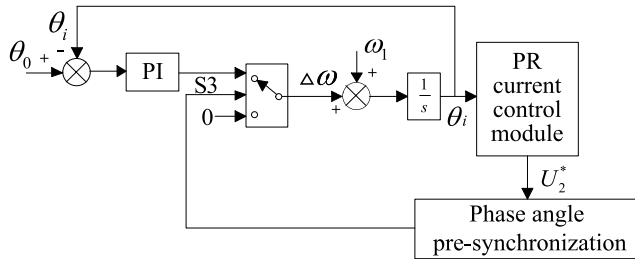 θi
θ0 + -
PI
S3
0
Δω
+
ω1
+
1/s
θi
PR
current
control
module
U2*
Phase angle
pre-synchronization